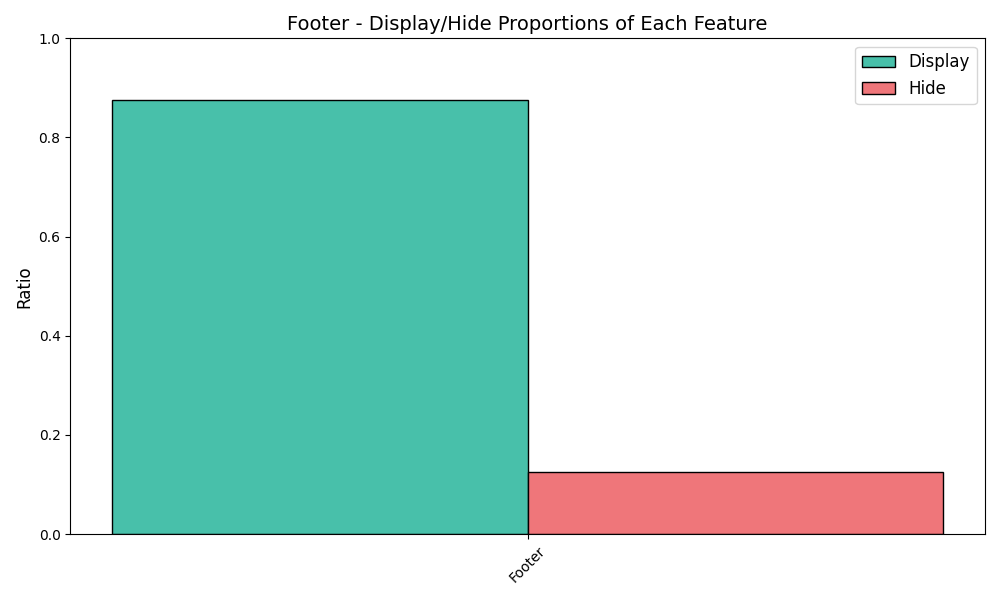 Footer - Display/Hide Proportions of Each Feature
Display
Hide
1.0
0.8
0.6
0.4
0.2
0.0
Ratio
Footer